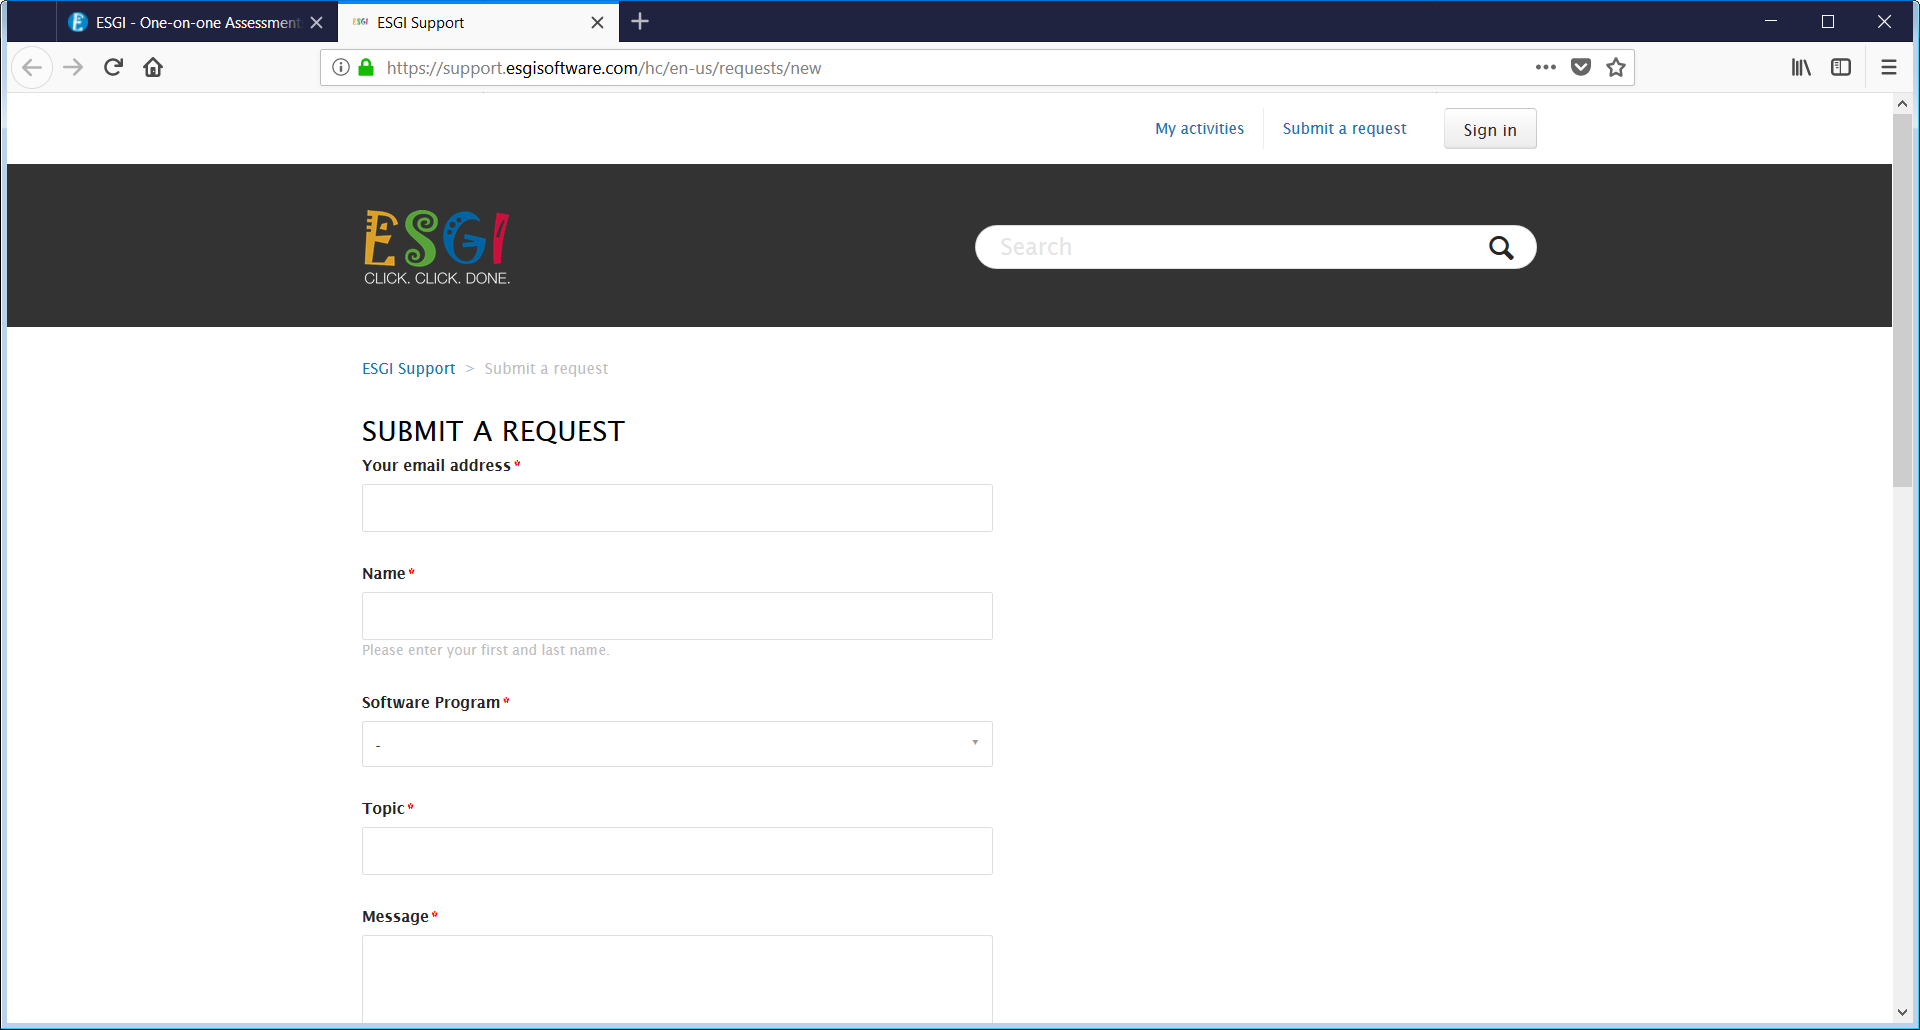 ESGI - One-on-one Assessment
ESGI ESGI Support
https://support.esgisoftware.com/hc/en-us/requests/new
My activities
Submit a request
Sign in
ESGI
CLICK. CLICK. DONE.
Search
ESGI Support > Submit a request
SUBMIT A REQUEST
Your email address*
Name*
Please enter your first and last name.
Software Program*
-
Topic*
Message*